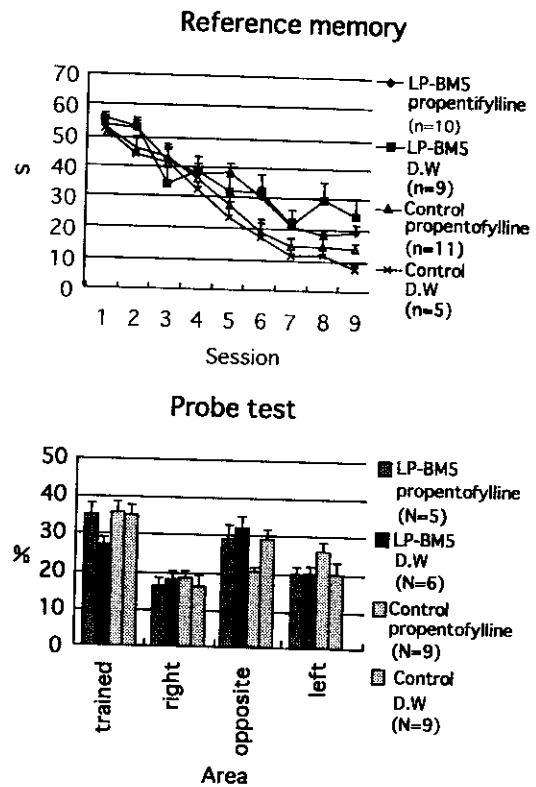 Reference memory
70
60
50
40
30
20
10
0
S
1 2 3 4 5 6 7 8 9
Session
LP-BM5
propentifylline
(n=10)
LP-BM5
D.W
(n=9)
Control
propentofylline
(n=11)
Control
D.W
(n=5)
Probe test
50
40
30
20
10
0
%
trained
right
opposite
left
Area
LP-BM5
propentofylline
(N=5)
LP-BM5
D.W
(N=6)
Control
propentofylline
(N=9)
Control
D.W
(N=9)